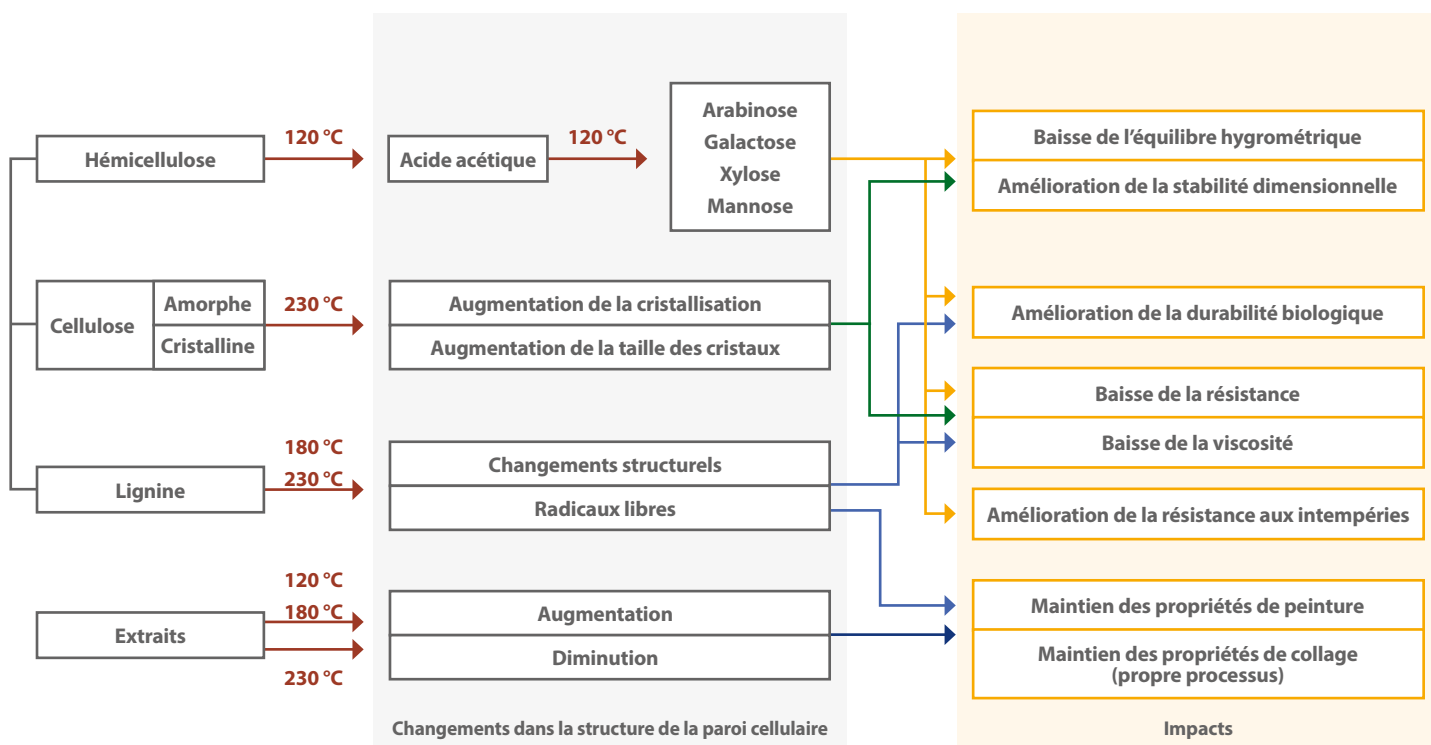 120 °C
Hémicellulose
Acide acétique
120 °C
Arabinose
Galactose
Xylose
Mannose
Baisse de l’équilibre hygrométrique
Amélioration de la stabilité dimensionnelle
Cellulose
Amorphe
Cristalline
230 °C
Augmentation de la cristallisation
Augmentation de la taille des cristaux
Amélioration de la durabilité biologique
Baisse de la résistance
Baisse de la viscosité
Lignine
180 °C
230 °C
Changements structurels
Radicaux libres
Amélioration de la résistance aux intempéries
Extraits
120 °C
180 °C
230 °C
Augmentation
Diminution
Maintien des propriétés de peinture
Maintien des propriétés de collage
(propre processus)
Changements dans la structure de la paroi cellulaire
Impacts